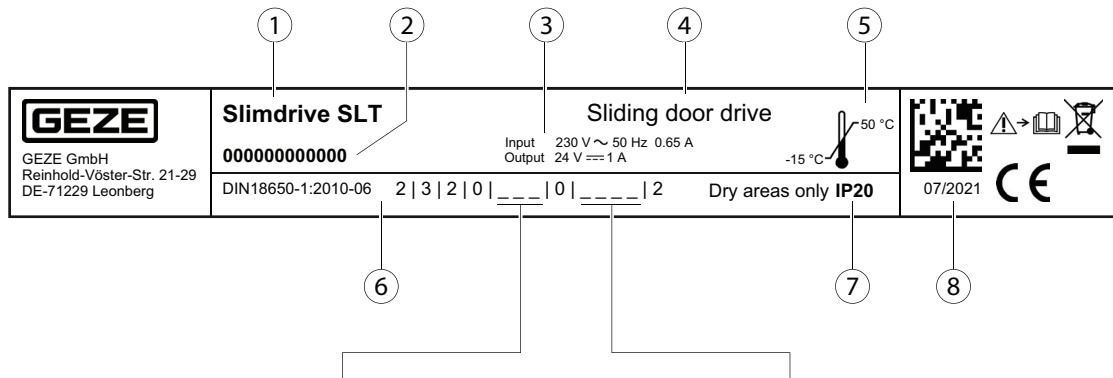 1 2 3 4 5
GEZE
GEZE GmbH
Reinhold-Vöster-Str. 21-29
DE-71229 Leonberg
Slimdrive SLT
000000000000
Sliding door drive
Input 230 V ~ 50 Hz 0.65 A
Output 24 V ⎓ 1 A
50 °C
-15 °C
DIN18650-1:2010-06 2|3|2|0|_ _ _|0|_ _ _ _|2 Dry areas only IP20
07/2021
CE
6 7 8